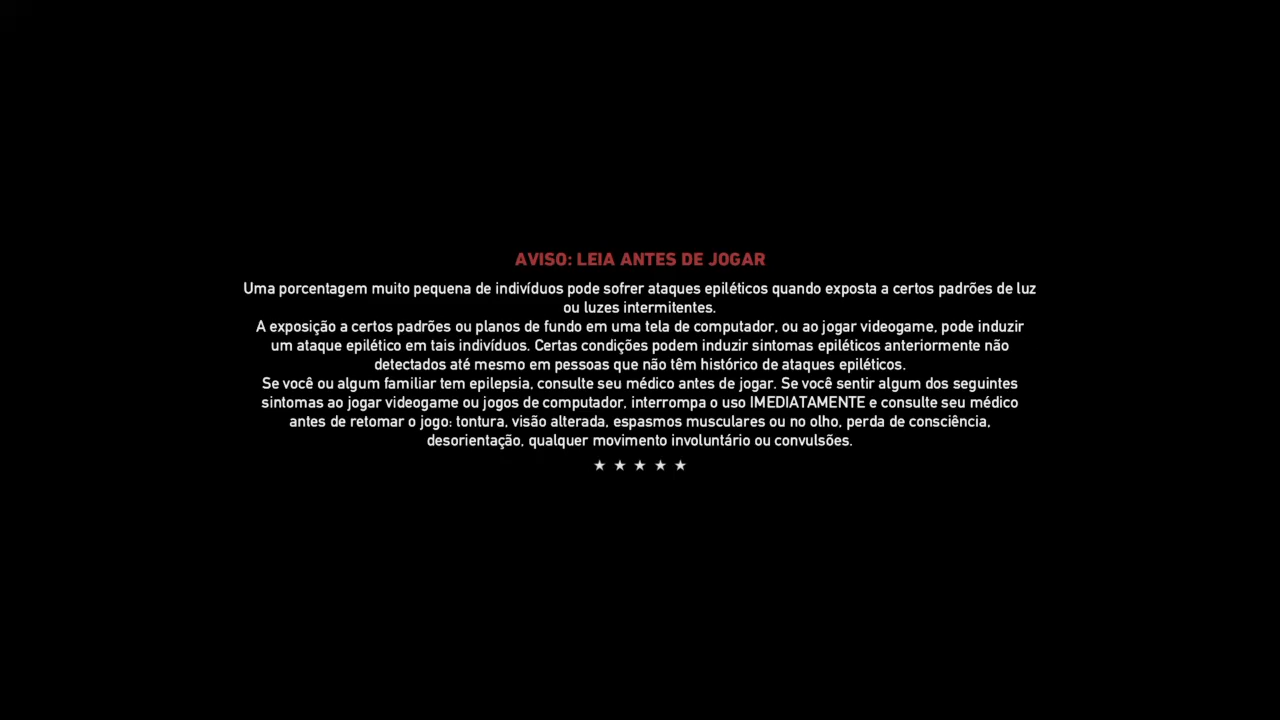 AVISO: LEIA ANTES DE JOGAR
Uma porcentagem muito pequena de indivíduos pode sofrer ataques epiléticos quando exposta a certos padrões de luz
ou luzes intermitentes.
A exposição a certos padrões ou planos de fundo em uma tela de computador, ou ao jogar videogame, pode induzir
um ataque epilético em tais indivíduos. Certas condições podem induzir sintomas epiléticos anteriormente não
detectados até mesmo em pessoas que não têm histórico de ataques epiléticos.
Se você ou algum familiar tem epilepsia, consulte seu médico antes de jogar. Se você sentir algum dos seguintes
sintomas ao jogar videogame ou jogos de computador, interrompa o uso IMEDIATAMENTE e consulte seu médico
antes de retomar o jogo: tontura, visão alterada, espasmos musculares ou no olho, perda de consciência,
desorientação, qualquer movimento involuntário ou convulsões.
★ ★ ★ ★ ★